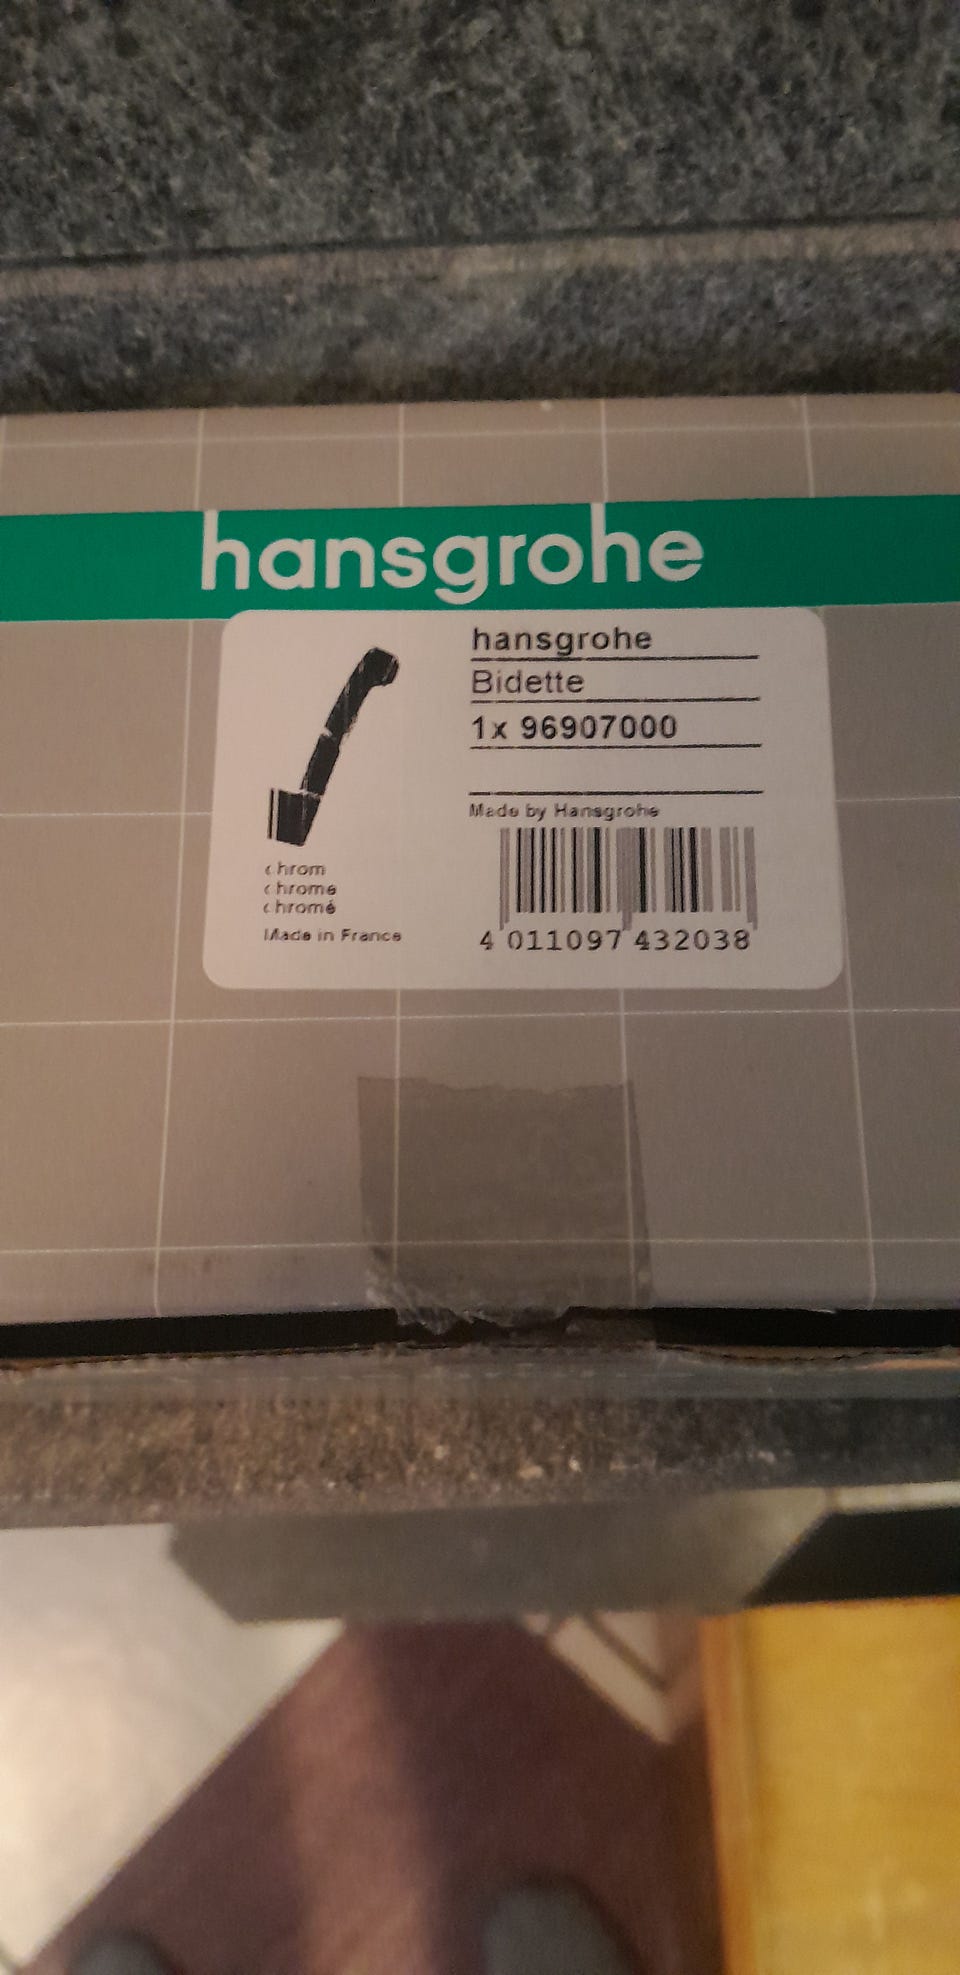 hansgrohe
hansgrohe
Bidette
1x 96907000
Made by Hansgrohe
chrom
chrome
chromé
Made in France
4 011097 432038